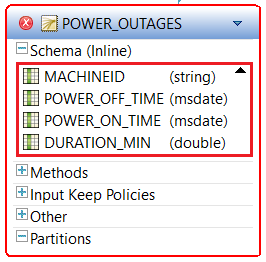 POWER_OUTAGES
Schema (Inline)
MACHINEID (string)
POWER_OFF_TIME (msdate)
POWER_ON_TIME (msdate)
DURATION_MIN (double)
Methods
Input Keep Policies
Other
Partitions